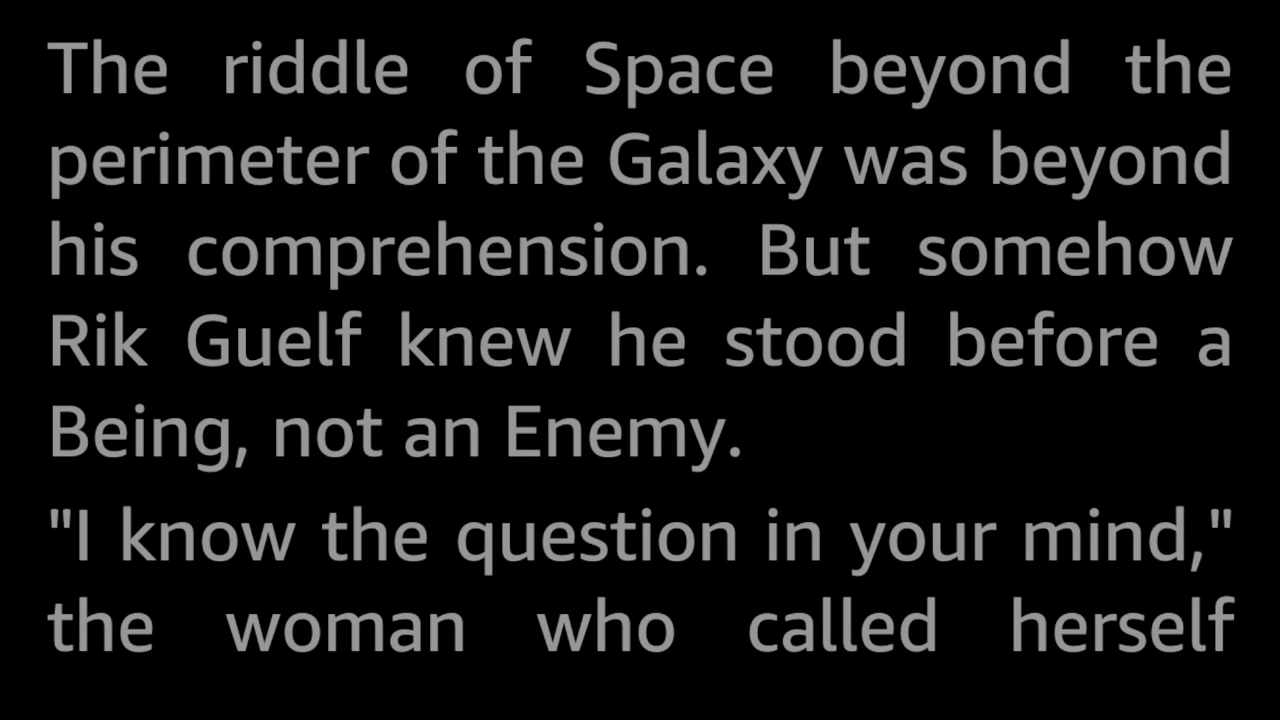 The riddle of Space beyond the
perimeter of the Galaxy was beyond
his comprehension. But somehow
Rik Guelf knew he stood before a
Being, not an Enemy.
"I know the question in your mind,"
the woman who called herself